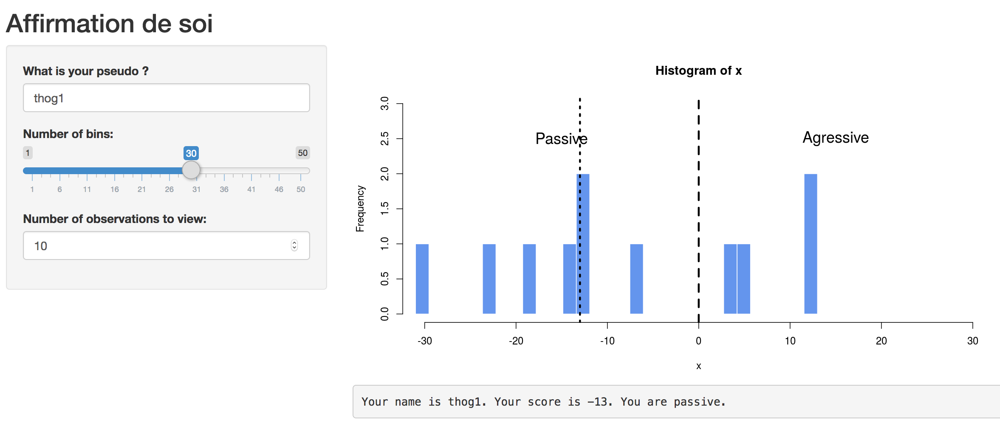 Affirmation de soi
What is your pseudo ?
thog1
Number of bins:
1 30 50
1 6 11 16 21 26 31 36 41 46 50
Number of observations to view:
10
Histogram of x
Frequency
3.0
2.5
2.0
1.5
1.0
0.5
0.0
Passive Agressive
-30 -20 -10 0 10 20 30
x
Your name is thog1. Your score is -13. You are passive.